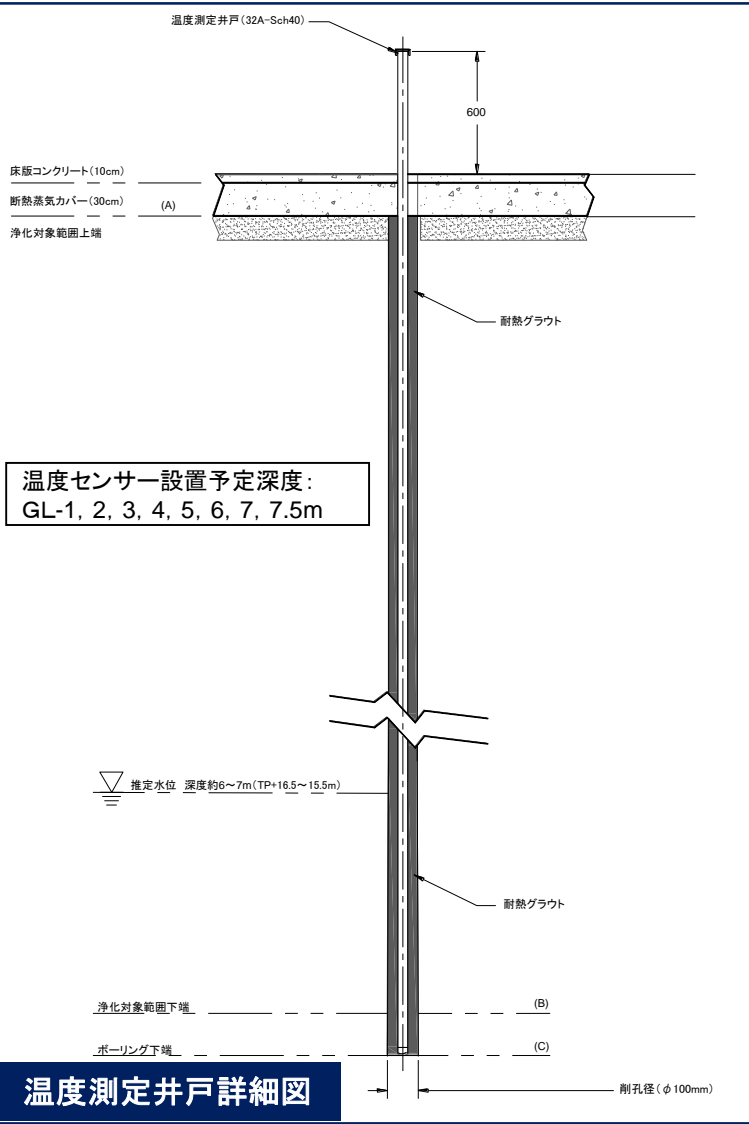 温度測定井戸(32A-Sch40)
600
床版コンクリート(10cm)
断熱蒸気カバー(30cm)
(A)
浄化対象範囲上端
耐熱グラウト
温度センサー設置予定深度:
GL-1, 2, 3, 4, 5, 6, 7, 7.5m
推定水位 深度約6～7m(TP+16.5～15.5m)
耐熱グラウト
浄化対象範囲下端
(B)
ボーリング下端
(C)
温度測定井戸詳細図
削孔径(φ100mm)